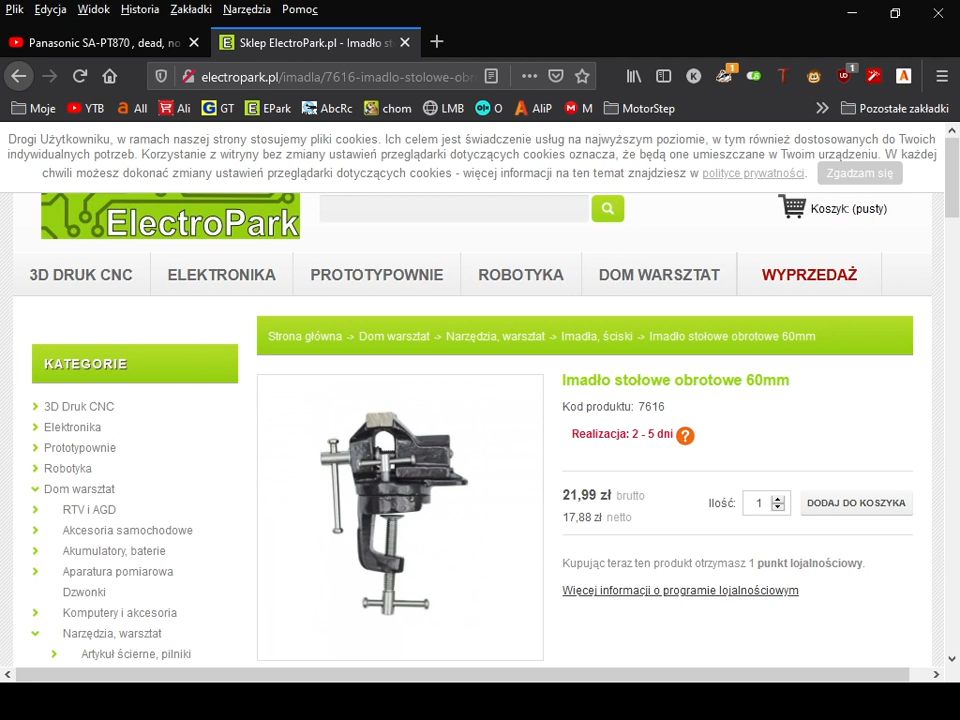 Plik Edycja Widok Historia Zakładki Narzędzia Pomoc
Panasonic SA-PT870 , dead, no
Sklep ElectroPark.pl - Imadło st
electropark.pl/imadla/7616-imadlo-stolowe-obr
Moje YTB All Ali GT EPark AbcRc chom LMB O AliP M MotorStep Pozostałe zakładki
Drogi Użytkowniku, w ramach naszej strony stosujemy pliki cookies. Ich celem jest świadczenie usług na najwyższym poziomie, w tym również dostosowanych do Twoich
indywidualnych potrzeb. Korzystanie z witryny bez zmiany ustawień przeglądarki dotyczących cookies oznacza, że będą one umieszczane w Twoim urządzeniu. W każdej
chwili możesz dokonać zmiany ustawień przeglądarki dotyczących cookies - więcej informacji na ten temat znajdziesz w polityce prywatności. Zgadzam się
ElectroPark
Koszyk: (pusty)
3D DRUK CNC ELEKTRONIKA PROTOTYPOWNIE ROBOTYKA DOM WARSZTAT WYPRZEDAŻ
Strona główna -> Dom warsztat -> Narzędzia, warsztat -> Imadła, ściski -> Imadło stołowe obrotowe 60mm
KATEGORIE
3D Druk CNC
Elektronika
Prototypownie
Robotyka
Dom warsztat
RTV i AGD
Akcesoria samochodowe
Akumulatory, baterie
Aparatura pomiarowa
Dzwonki
Komputery i akcesoria
Narzędzia, warsztat
Artykuł ścierne, pilniki
Imadło stołowe obrotowe 60mm
Kod produktu: 7616
Realizacja: 2 - 5 dni ?
21,99 zł brutto
17,88 zł netto
Ilość: 1 DODAJ DO KOSZYKA
Kupując teraz ten produkt otrzymasz 1 punkt lojalnościowy.
Więcej informacji o programie lojalnościowym